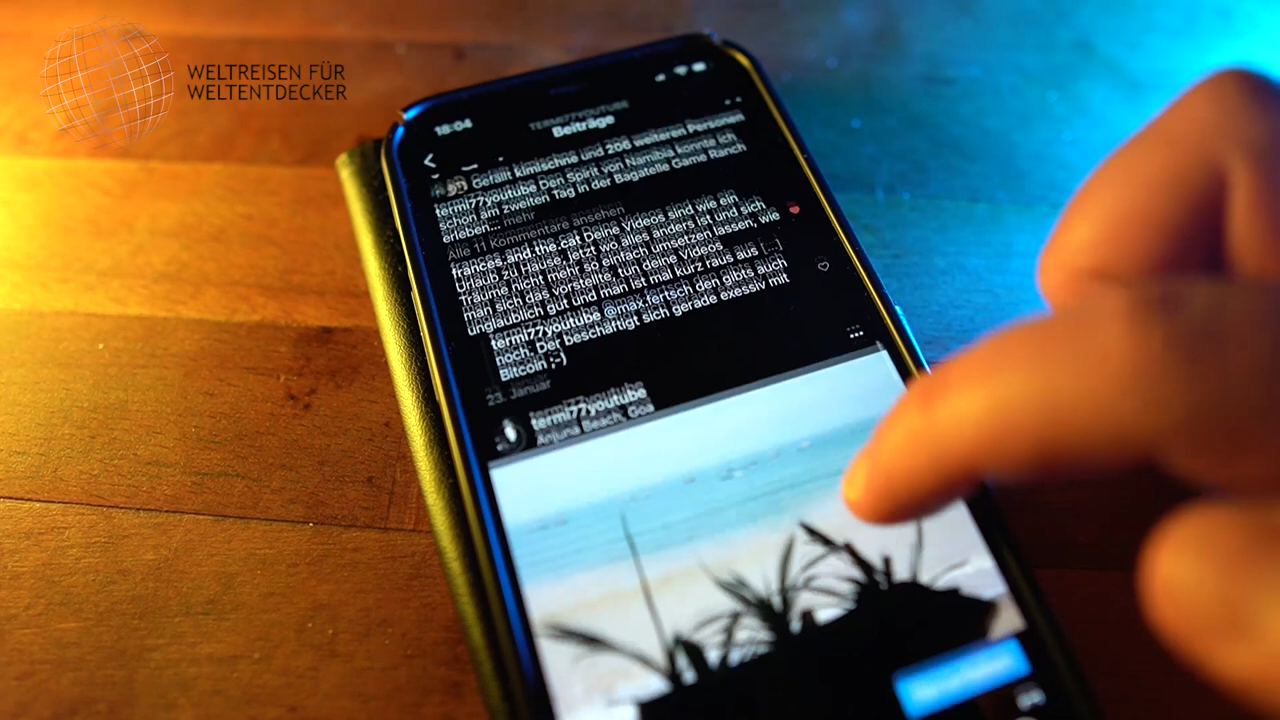 WELTREISEN FÜR
WELTENTDECKER
18:04
TERMI77YOUTUBE
Beiträge
Gefällt kimischne und 206 weiteren Personen
termi77youtube Den Spirit von Namibia konnte ich
schon am zweiten Tag in der Bagatelle Game Ranch
erleben... mehr
Alle 11 Kommentare ansehen
frances.and.the.cat Deine Videos sind wie ein
Urlaub zu Hause, jetzt wo alles anders ist und sich
Träume nicht mehr so einfach umsetzen lassen, wie
man sich das vorstellte, tun deine Videos
unglaublich gut und man ist mal kurz raus aus [...]
termi77youtube @max.fertsch den gibts auch
noch. Der beschäftigt sich gerade exessiv mit
Bitcoin ;-)
23. Januar
termi77youtube
Anjuna Beach, Goa